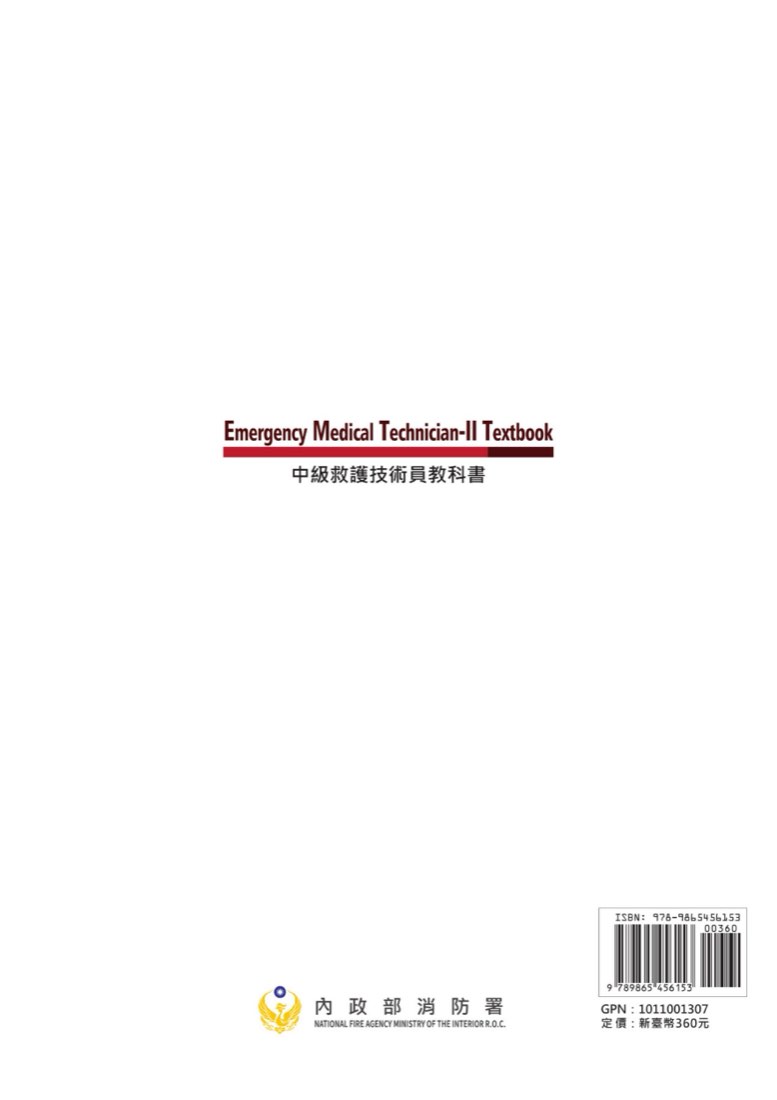 Emergency Medical Technician-II Textbook
中級救護技術員教科書
ISBN: 978-9865456153
00360
9 789865 456153
內政部消防署
NATIONAL FIRE AGENCY MINISTRY OF THE INTERIOR R.O.C.
GPN：1011001307
定價：新臺幣360元